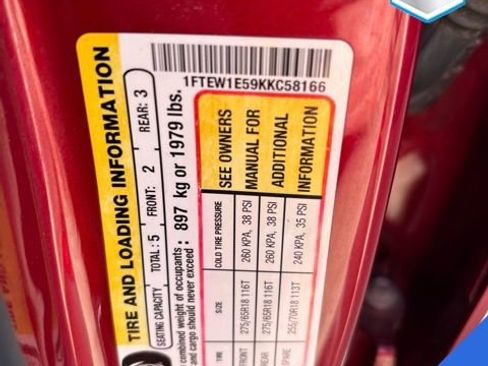 1FTEW1E59KKC58166
TIRE AND LOADING INFORMATION
SEATING CAPACITY TOTAL: 5 FRONT: 2 REAR: 3
combined weight of occupants
and cargo should never exceed : 897 kg or 1979 lbs.
SIZE COLD TIRE PRESSURE SEE OWNERS
FRONT 275/65R18 116T 260 KPA, 38 PSI MANUAL FOR
REAR 275/65R18 116T 260 KPA, 38 PSI ADDITIONAL
SPARE 255/70R18 113T 240 KPA, 35 PSI INFORMATION